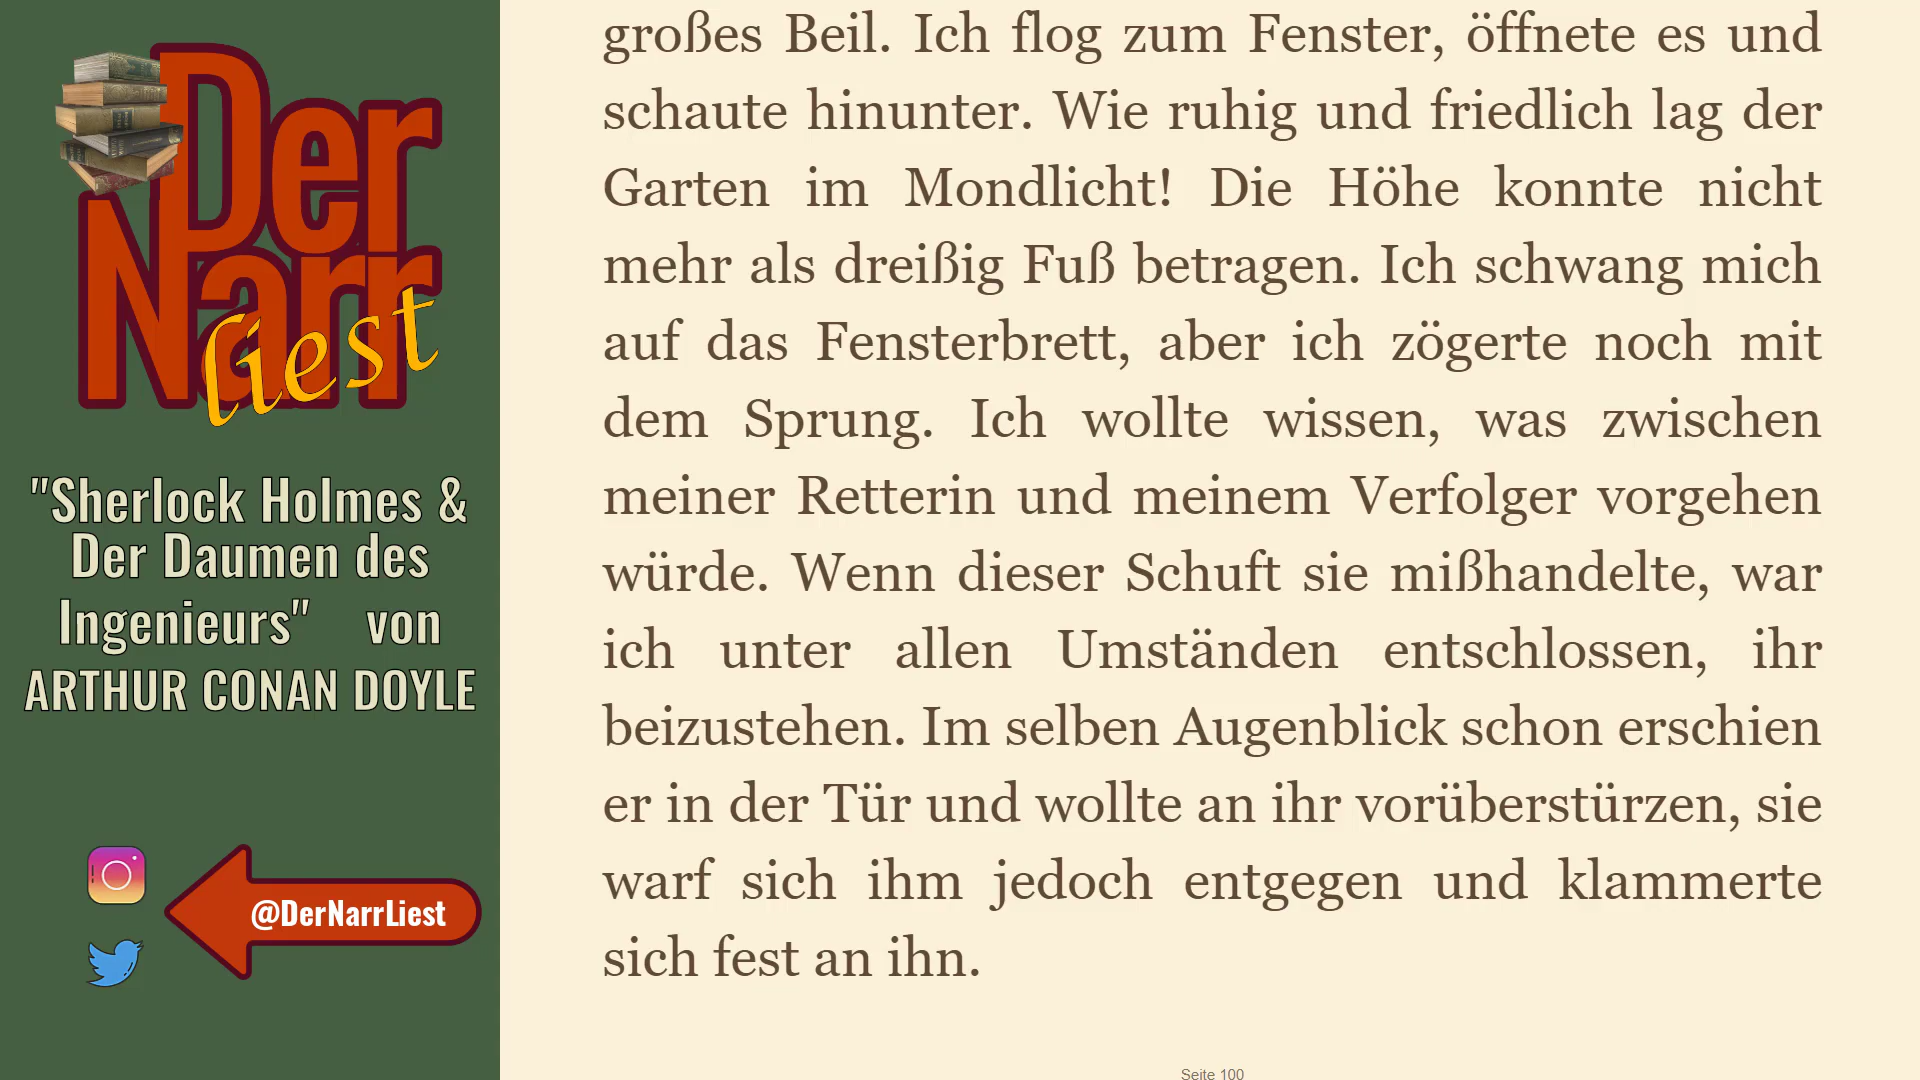 Der
Narr
liest
"Sherlock Holmes &
Der Daumen des
Ingenieurs" von
ARTHUR CONAN DOYLE
@DerNarrLiest
großes Beil. Ich flog zum Fenster, öffnete es und
schaute hinunter. Wie ruhig und friedlich lag der
Garten im Mondlicht! Die Höhe konnte nicht
mehr als dreißig Fuß betragen. Ich schwang mich
auf das Fensterbrett, aber ich zögerte noch mit
dem Sprung. Ich wollte wissen, was zwischen
meiner Retterin und meinem Verfolger vorgehen
würde. Wenn dieser Schuft sie mißhandelte, war
ich unter allen Umständen entschlossen, ihr
beizustehen. Im selben Augenblick schon erschien
er in der Tür und wollte an ihr vorüberstürzen, sie
warf sich ihm jedoch entgegen und klammerte
sich fest an ihn.
Seite 100